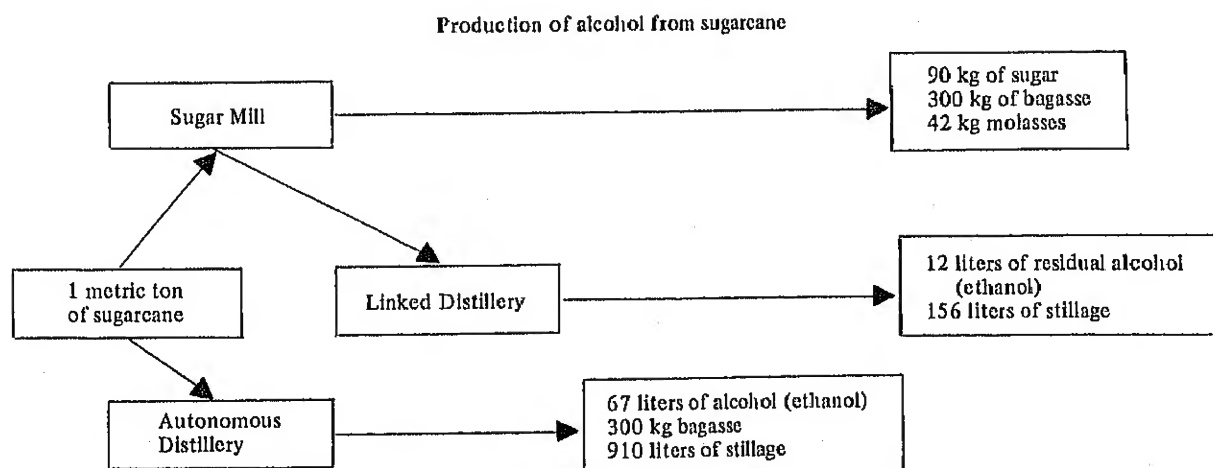 Production of alcohol from sugarcane
Sugar Mill
90 kg of sugar
300 kg of bagasse
42 kg molasses
1 metric ton
of sugarcane
Linked Distillery
12 liters of residual alcohol
(ethanol)
156 liters of stillage
Autonomous
Distillery
67 liters of alcohol (ethanol)
300 kg bagasse
910 liters of stillage